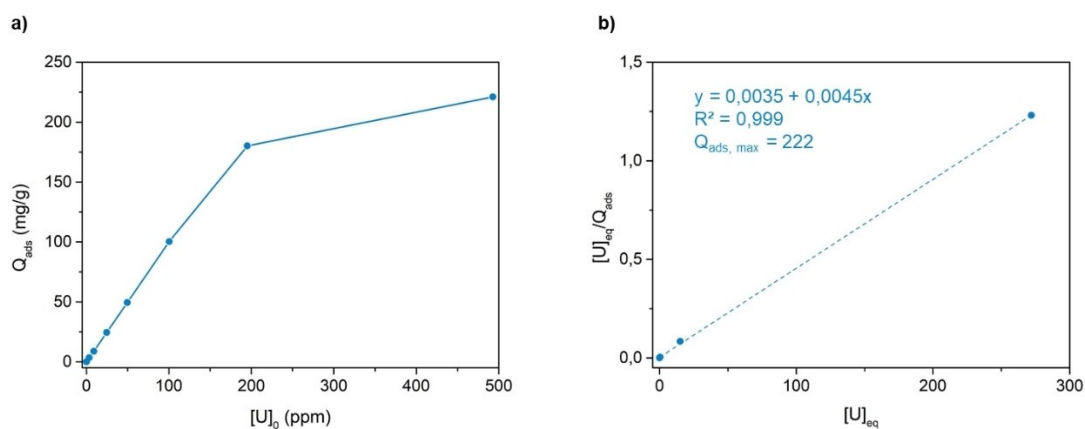 a)
250
200
150
100
50
0
Q_ads (mg/g)
0 100 200 300 400 500
[U]_0 (ppm)
b)
1,5
1,0
0,5
0,0
[U]_eq/Q_ads
y = 0,0035 + 0,0045x
R² = 0,999
Q_ads, max = 222
0 100 200 300
[U]_eq